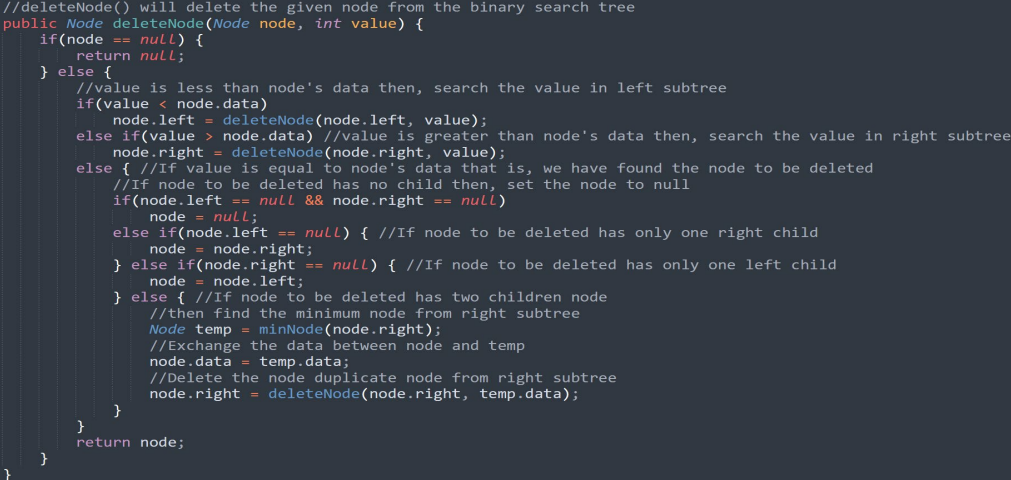 //deleteNode() will delete the given node from the binary search tree
public Node deleteNode(Node node, int value) {
    if(node == null) {
        return null;
    } else {
        //value is less than node's data then, search the value in left subtree
        if(value < node.data)
            node.left = deleteNode(node.left, value);
        else if(value > node.data) //value is greater than node's data then, search the value in right subtree
            node.right = deleteNode(node.right, value);
        else { //If value is equal to node's data that is, we have found the node to be deleted
            //If node to be deleted has no child then, set the node to null
            if(node.left == null && node.right == null)
                node = null;
            else if(node.left == null) { //If node to be deleted has only one right child
                node = node.right;
            } else if(node.right == null) { //If node to be deleted has only one left child
                node = node.left;
            } else { //If node to be deleted has two children node
                //then find the minimum node from right subtree
                Node temp = minNode(node.right);
                //Exchange the data between node and temp
                node.data = temp.data;
                //Delete the node duplicate node from right subtree
                node.right = deleteNode(node.right, temp.data);
            }
        }
        return node;
    }
}